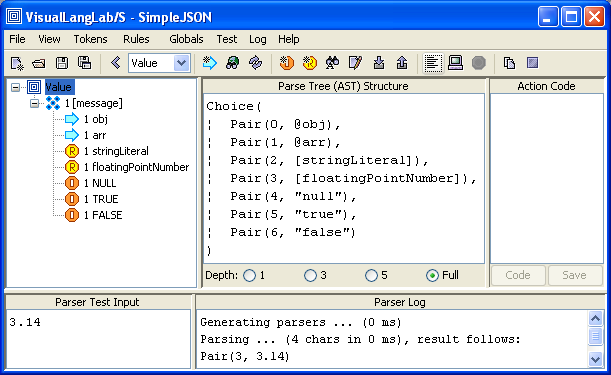 VisualLangLab/S - SimpleJSON
File View Tokens Rules Globals Test Log Help
Value
Value
1 [message]
1 obj
1 arr
R 1 stringLiteral
R 1 floatingPointNumber
1 NULL
1 TRUE
1 FALSE
Parse Tree (AST) Structure
Choice(
¦ Pair(0, @obj),
¦ Pair(1, @arr),
¦ Pair(2, [stringLiteral]),
¦ Pair(3, [floatingPointNumber]),
¦ Pair(4, "null"),
¦ Pair(5, "true"),
¦ Pair(6, "false")
)
Depth: 1 3 5 Full
Action Code
Code Save
Parser Test Input
3.14
Parser Log
Generating parsers ... (0 ms)
Parsing ... (4 chars in 0 ms), result follows:
Pair(3, 3.14)